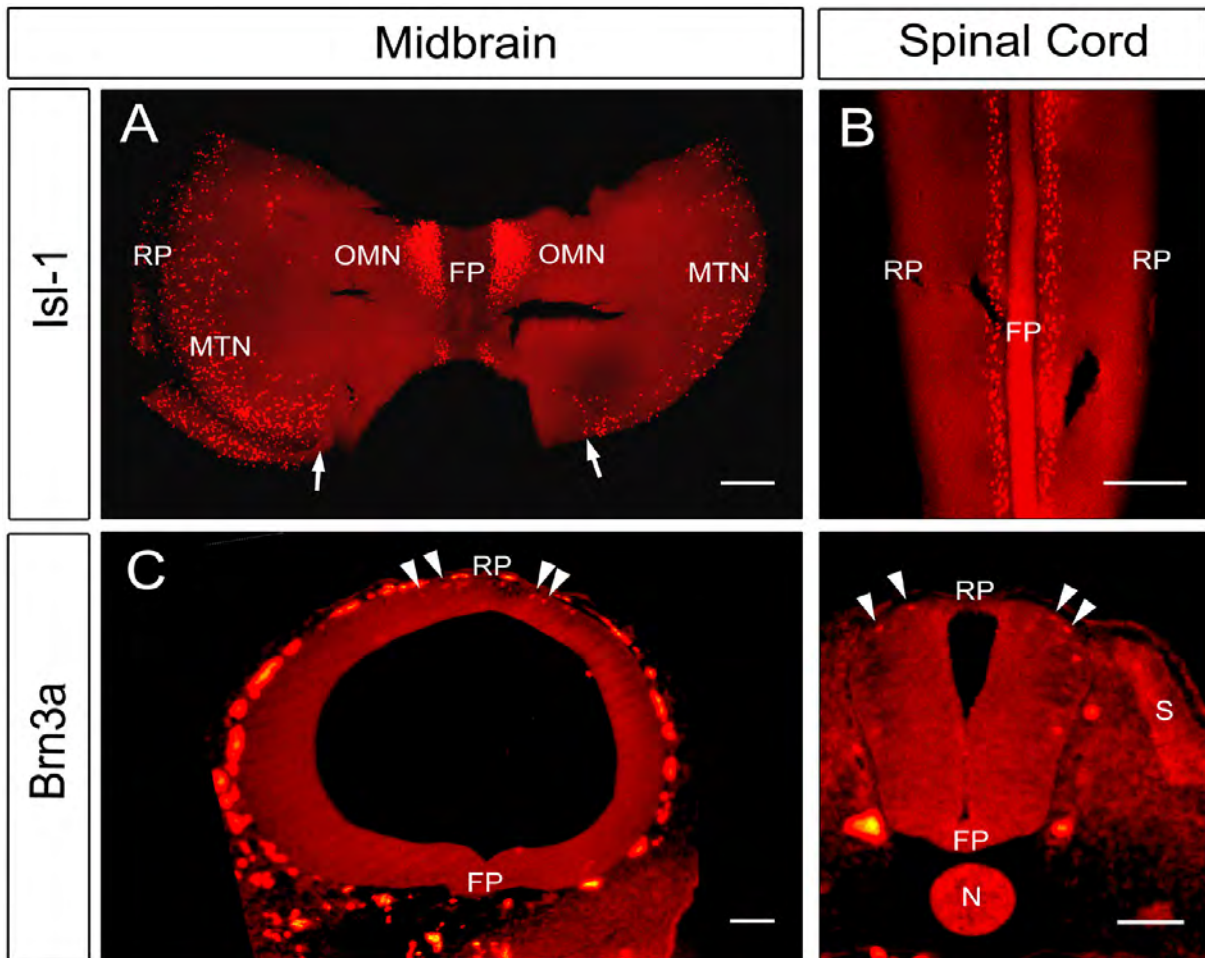 Midbrain
Spinal Cord
Isl-1
A
RP
MTN
OMN
FP
OMN
MTN
B
RP
FP
RP
Brn3a
C
RP
FP
RP
S
FP
N